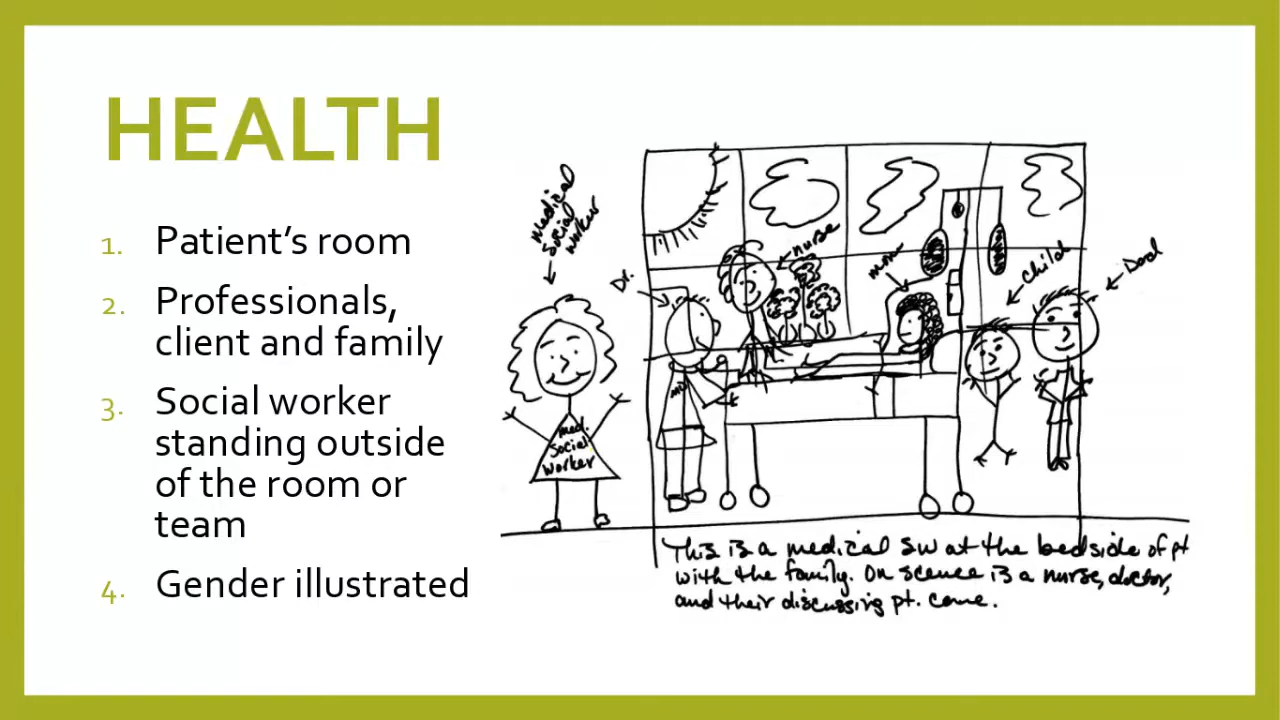 HEALTH
1. Patient's room
2. Professionals,
client and family
3. Social worker
standing outside
of the room or
team
4. Gender illustrated
medical
social
worker
Dr.
nurse
mom
child
Dad
MD
med.
Social
Worker
This is a medical SW at the bedside of pt
with the family. On scence is a nurse, doctor,
and their discussing pt. care.